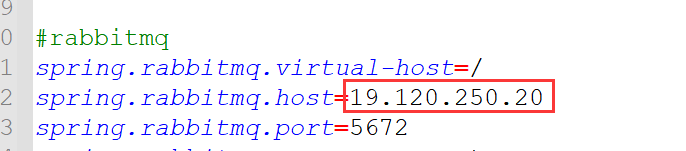 9
0 #rabbitmq
1 spring.rabbitmq.virtual-host=/
2 spring.rabbitmq.host=19.120.250.20
3 spring.rabbitmq.port=5672